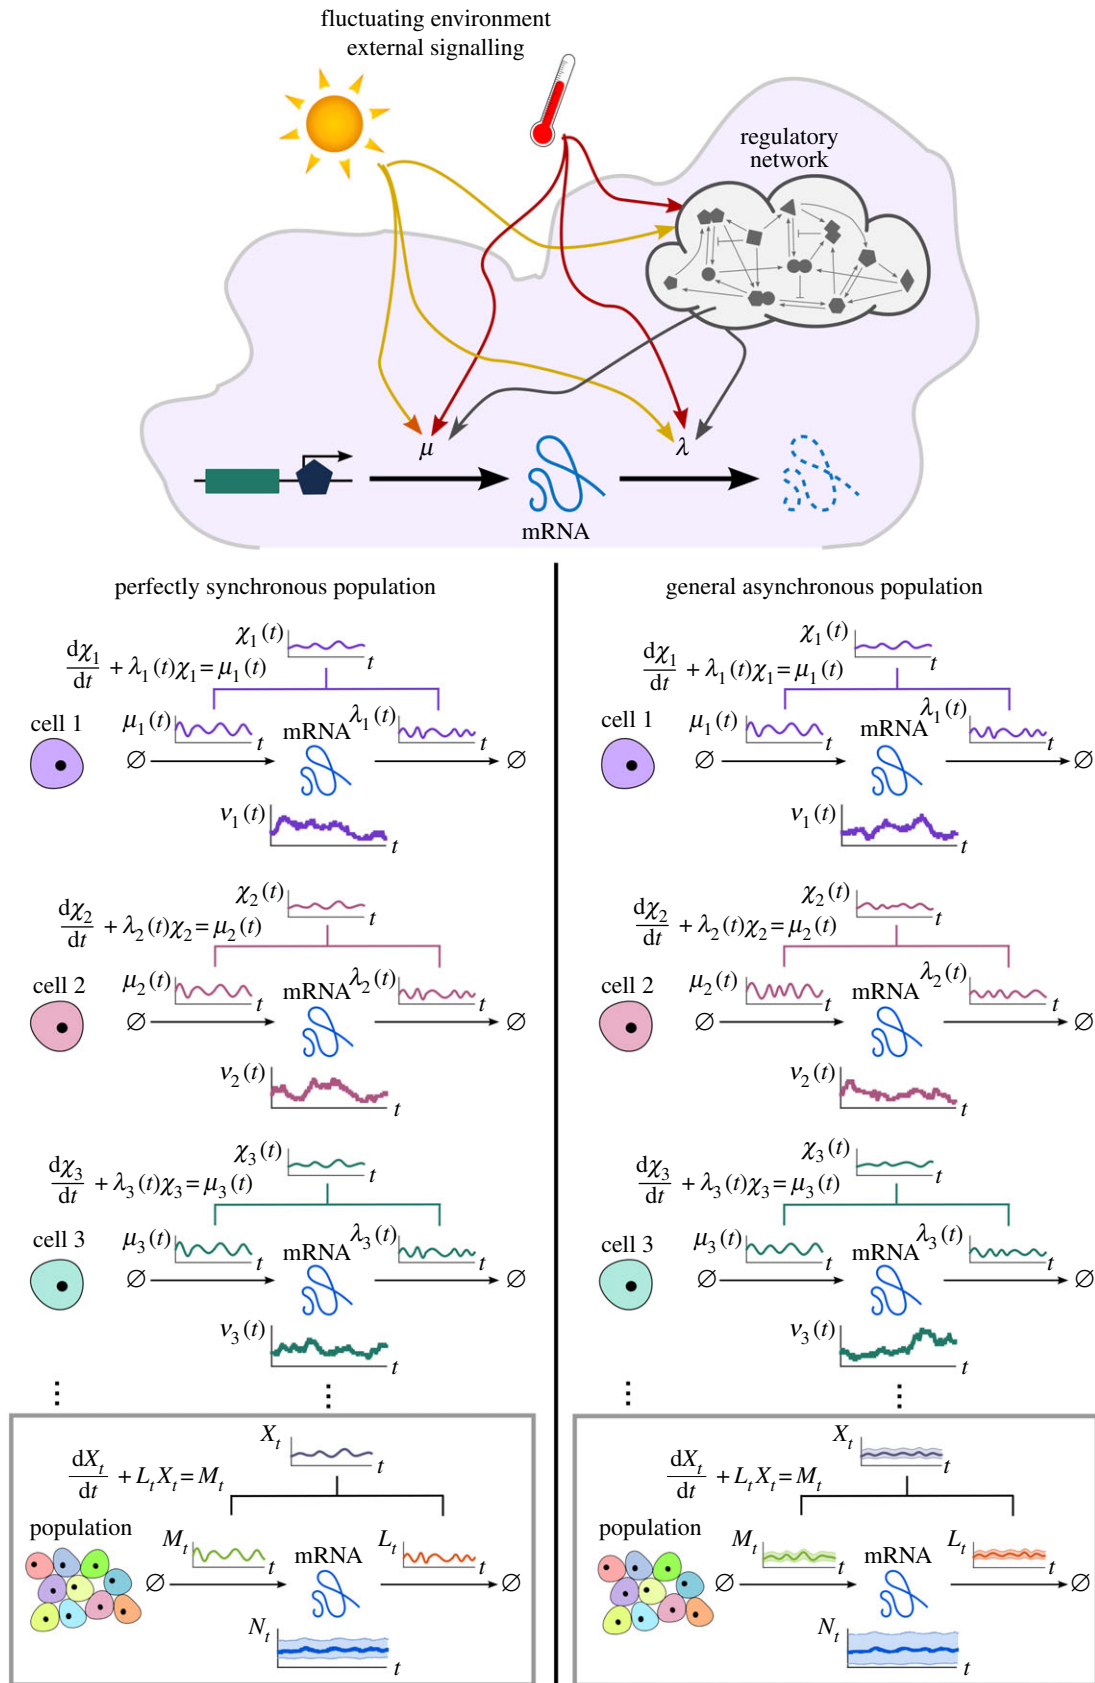 fluctuating environment
external signalling
regulatory
network
μ
λ
mRNA
perfectly synchronous population
χ₁(t)
t
dχ₁/dt + λ₁(t)χ₁ = μ₁(t)
cell 1
μ₁(t)
t
mRNA
λ₁(t)
t
∅
∅
ν₁(t)
t
χ₂(t)
t
dχ₂/dt + λ₂(t)χ₂ = μ₂(t)
cell 2
μ₂(t)
t
mRNA
λ₂(t)
t
∅
∅
ν₂(t)
t
χ₃(t)
t
dχ₃/dt + λ₃(t)χ₃ = μ₃(t)
cell 3
μ₃(t)
t
mRNA
λ₃(t)
t
∅
∅
ν₃(t)
t
⋮
⋮
Xₜ
t
dXₜ/dt + LₜXₜ = Mₜ
population
Mₜ
t
mRNA
Lₜ
t
∅
∅
Nₜ
t
general asynchronous population
χ₁(t)
t
dχ₁/dt + λ₁(t)χ₁ = μ₁(t)
cell 1
μ₁(t)
t
mRNA
λ₁(t)
t
∅
∅
ν₁(t)
t
χ₂(t)
t
dχ₂/dt + λ₂(t)χ₂ = μ₂(t)
cell 2
μ₂(t)
t
mRNA
λ₂(t)
t
∅
∅
ν₂(t)
t
χ₃(t)
t
dχ₃/dt + λ₃(t)χ₃ = μ₃(t)
cell 3
μ₃(t)
t
mRNA
λ₃(t)
t
∅
∅
ν₃(t)
t
⋮
⋮
Xₜ
t
dXₜ/dt + LₜXₜ = Mₜ
population
Mₜ
t
mRNA
Lₜ
t
∅
∅
Nₜ
t